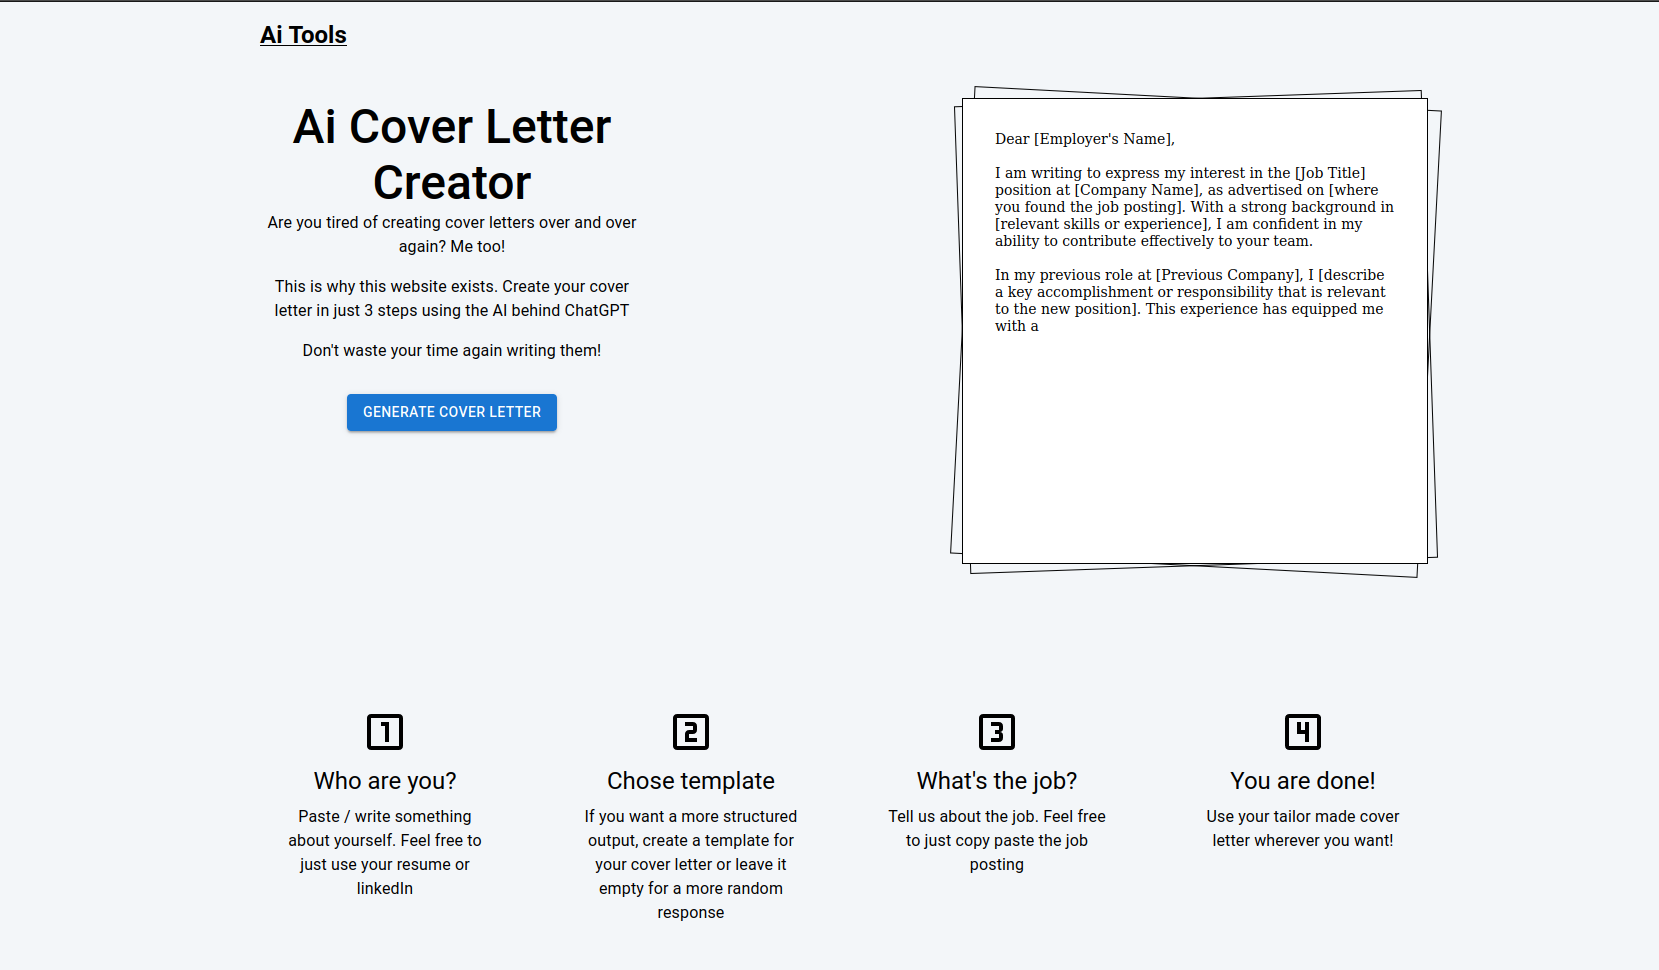 Ai Tools
Ai Cover Letter
Creator
Are you tired of creating cover letters over and over
again? Me too!
This is why this website exists. Create your cover
letter in just 3 steps using the AI behind ChatGPT
Don't waste your time again writing them!
GENERATE COVER LETTER
Dear [Employer's Name],
I am writing to express my interest in the [Job Title]
position at [Company Name], as advertised on [where
you found the job posting]. With a strong background in
[relevant skills or experience], I am confident in my
ability to contribute effectively to your team.
In my previous role at [Previous Company], I [describe
a key accomplishment or responsibility that is relevant
to the new position]. This experience has equipped me
with a
1
Who are you?
Paste / write something
about yourself. Feel free to
just use your resume or
linkedIn
2
Chose template
If you want a more structured
output, create a template for
your cover letter or leave it
empty for a more random
response
3
What's the job?
Tell us about the job. Feel free
to just copy paste the job
posting
4
You are done!
Use your tailor made cover
letter wherever you want!